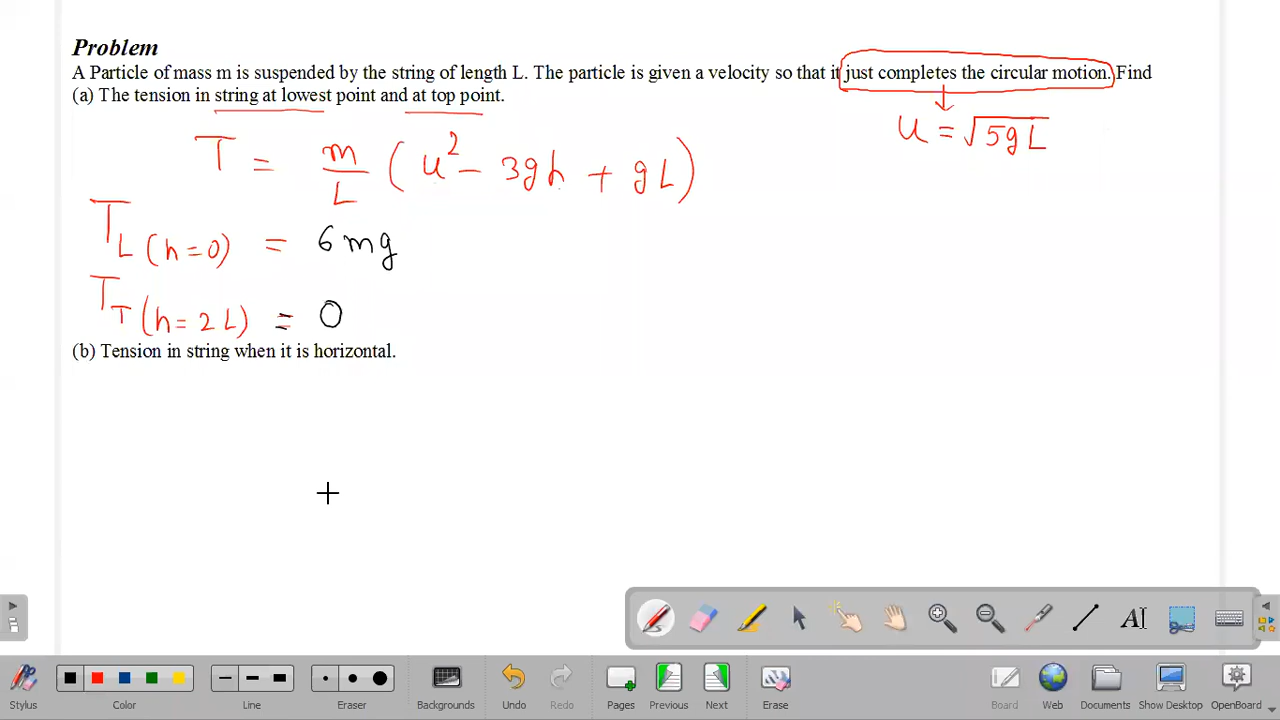 Problem
A Particle of mass m is suspended by the string of length L. The particle is given a velocity so that it just completes the circular motion. Find
(a) The tension in string at lowest point and at top point.
u = √5gL
T = m/L (u² - 3gh + gL)
T_L (h=0) = 6mg
T_T (h=2L) = 0
(b) Tension in string when it is horizontal.
AI
Stylus Color Line Eraser Backgrounds Undo Redo Pages Previous Next Erase Board Web Documents Show Desktop OpenBoard